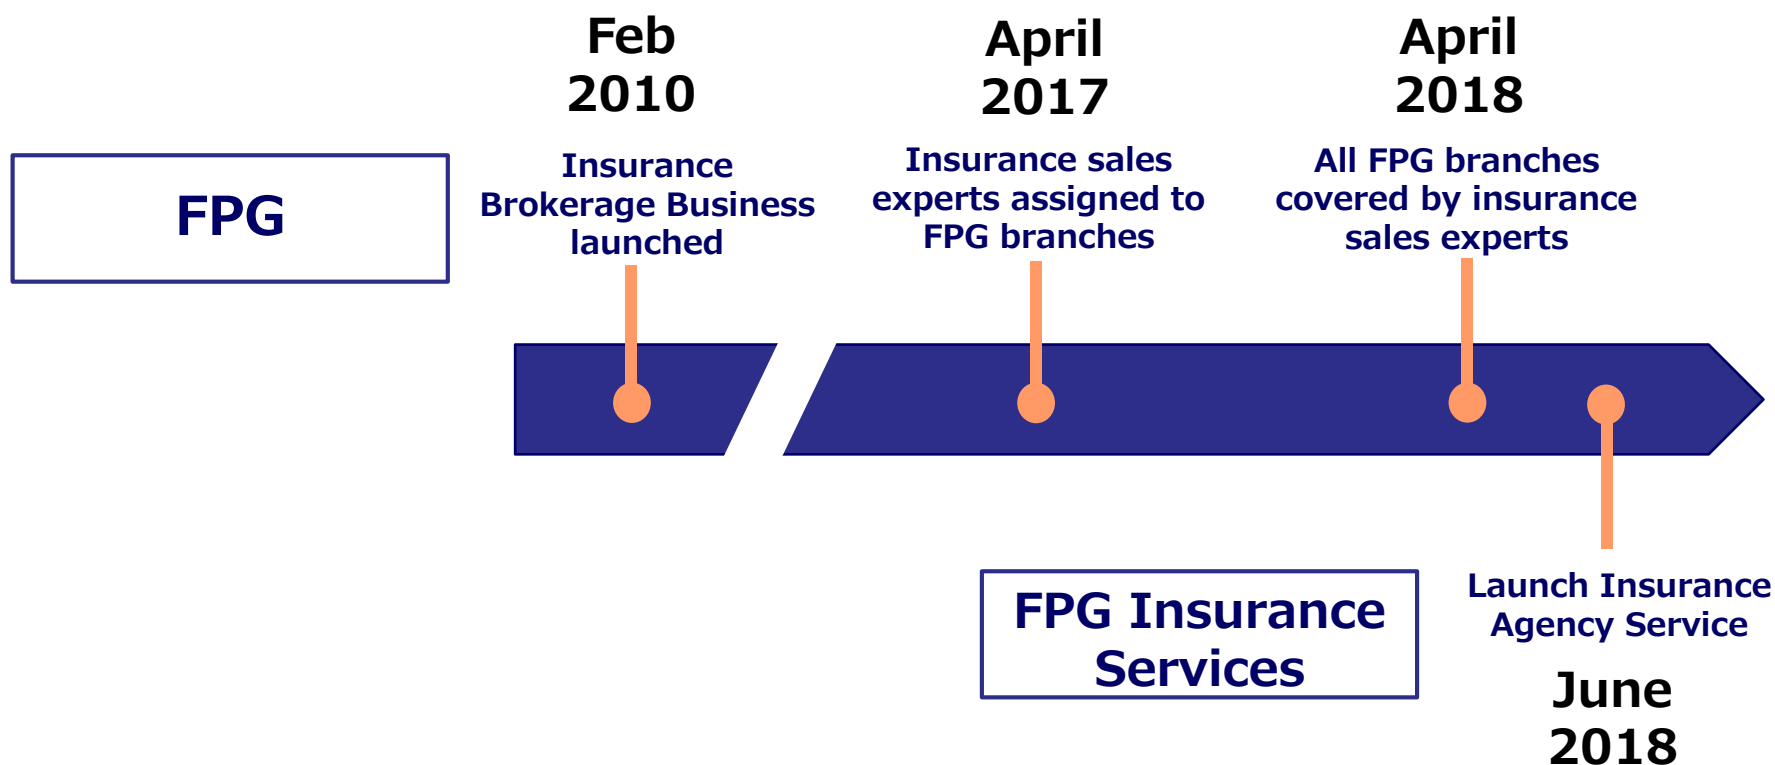 FPG
Feb
2010
Insurance
Brokerage Business
launched
April
2017
Insurance sales
experts assigned to
FPG branches
April
2018
All FPG branches
covered by insurance
sales experts
FPG Insurance
Services
Launch Insurance
Agency Service
June
2018